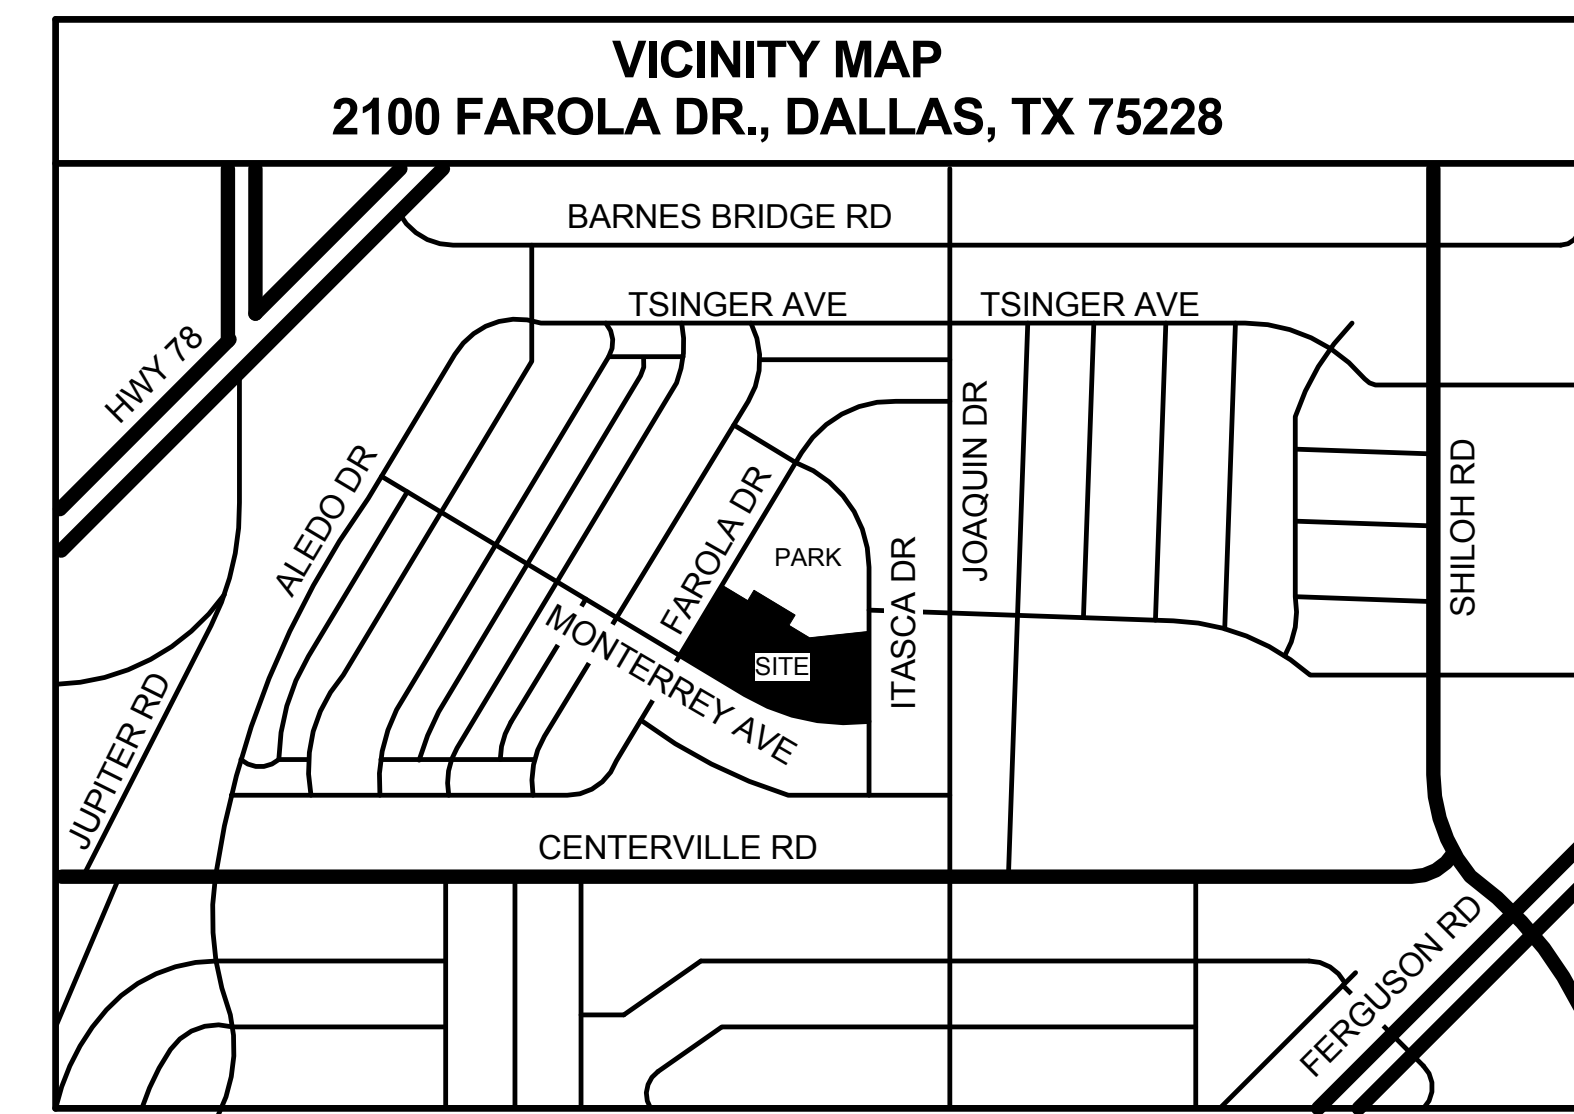 VICINITY MAP
2100 FAROLA DR., DALLAS, TX 75228
BARNES BRIDGE RD
TSINGER AVE
TSINGER AVE
HWY 78
JOAQUIN DR
ALEDO DR
FAROLA DR
SHILOH RD
PARK
ITASCA DR
MONTERREY AVE
SITE
JUPITER RD
CENTERVILLE RD
FERGUSON RD